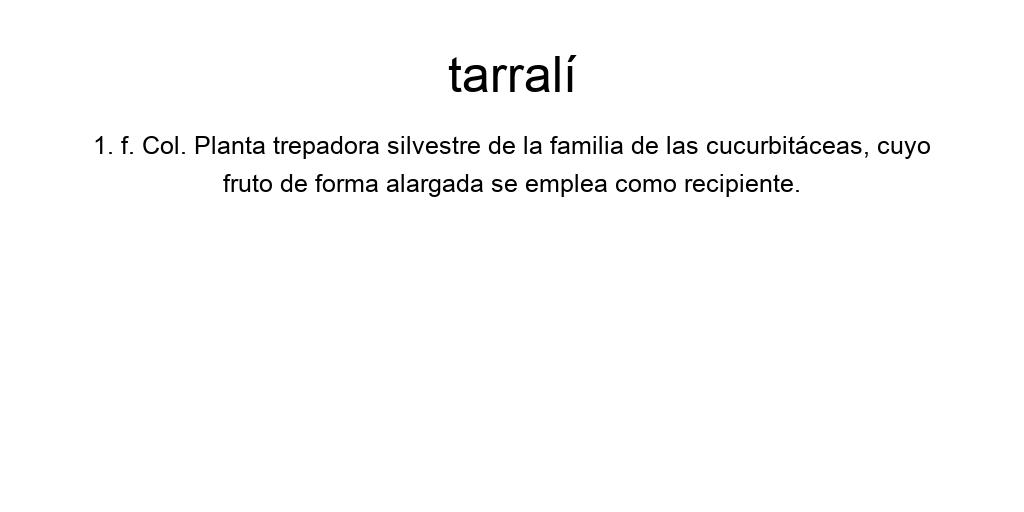 tarralí
1. f. Col. Planta trepadora silvestre de la familia de las cucurbitáceas, cuyo
fruto de forma alargada se emplea como recipiente.